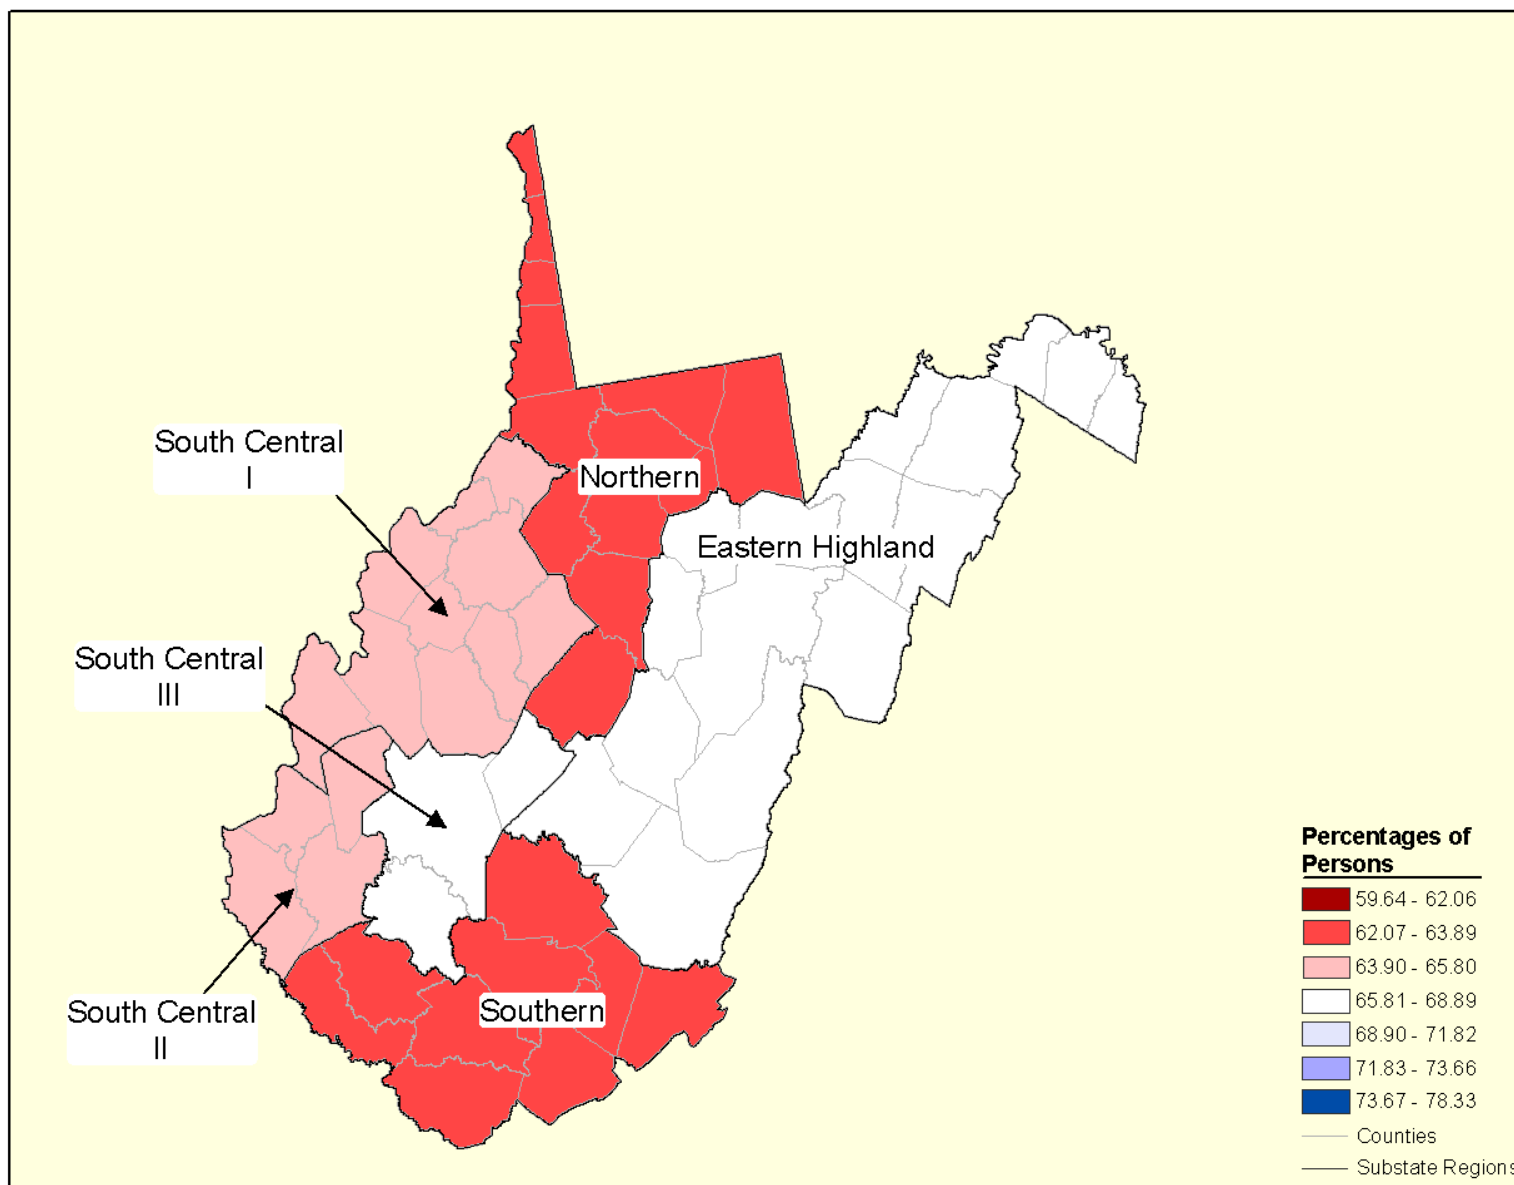 South Central
I
Northern
Eastern Highland
South Central
III
Southern
South Central
II
Percentages of
Persons
59.64 - 62.06
62.07 - 63.89
63.90 - 65.80
65.81 - 68.89
68.90 - 71.82
71.83 - 73.66
73.67 - 78.33
Counties
Substate Regions